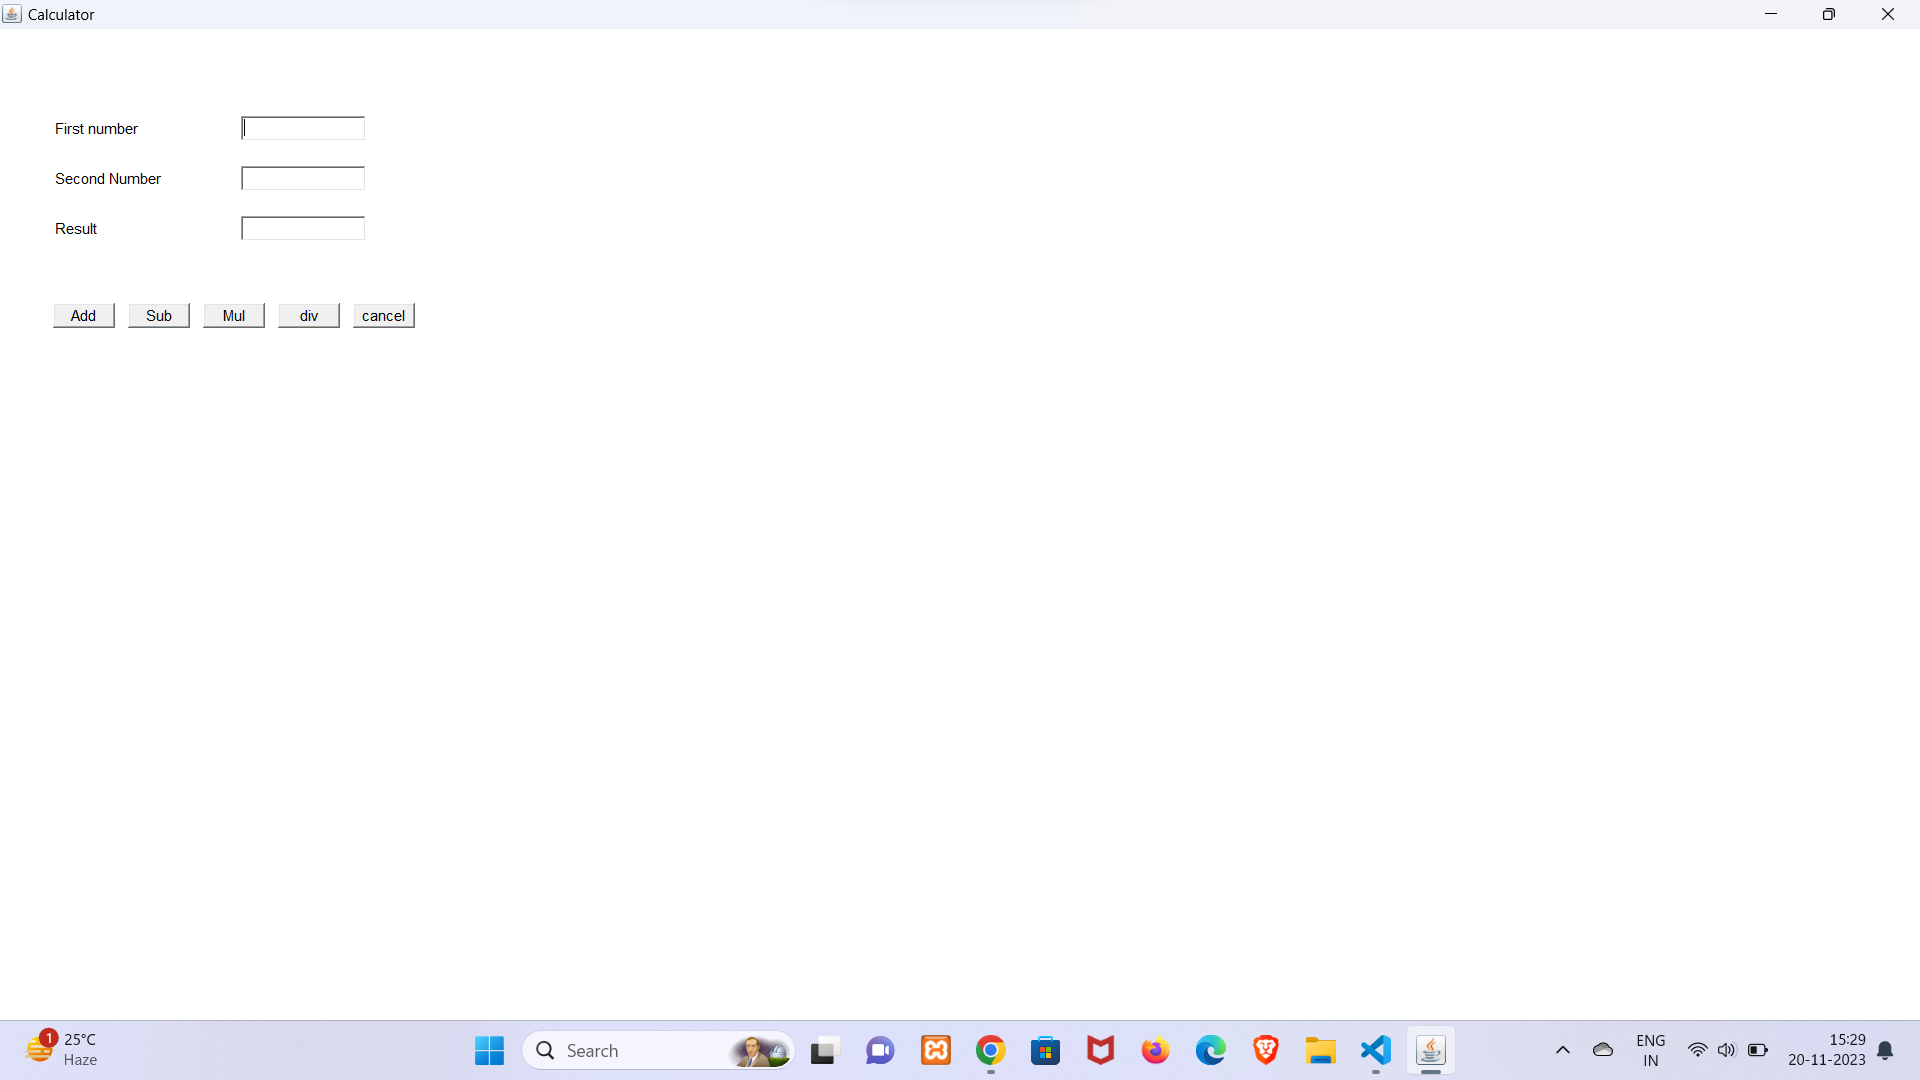 Calculator
First number
Second Number
Result
Add Sub Mul div cancel
1 25°C
Haze
Search
ENG
IN
15:29
20-11-2023